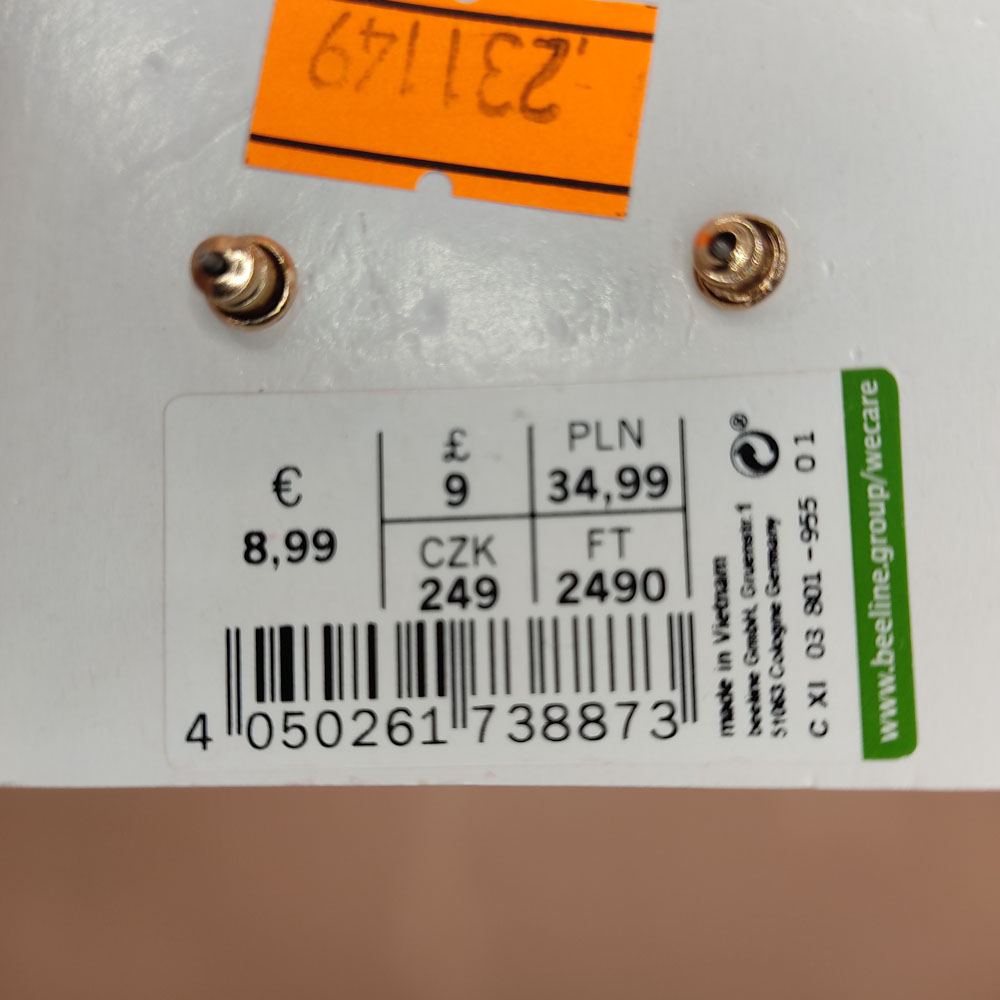 231149
€
8,99
£
9
PLN
34,99
CZK
249
FT
2490
4 050261 738873
made in Vietnam
beeline GmbH, Gruenstr.1
51063 Cologne Germany
C XI 03 801 - 955 01
www.beeline.group/wecare